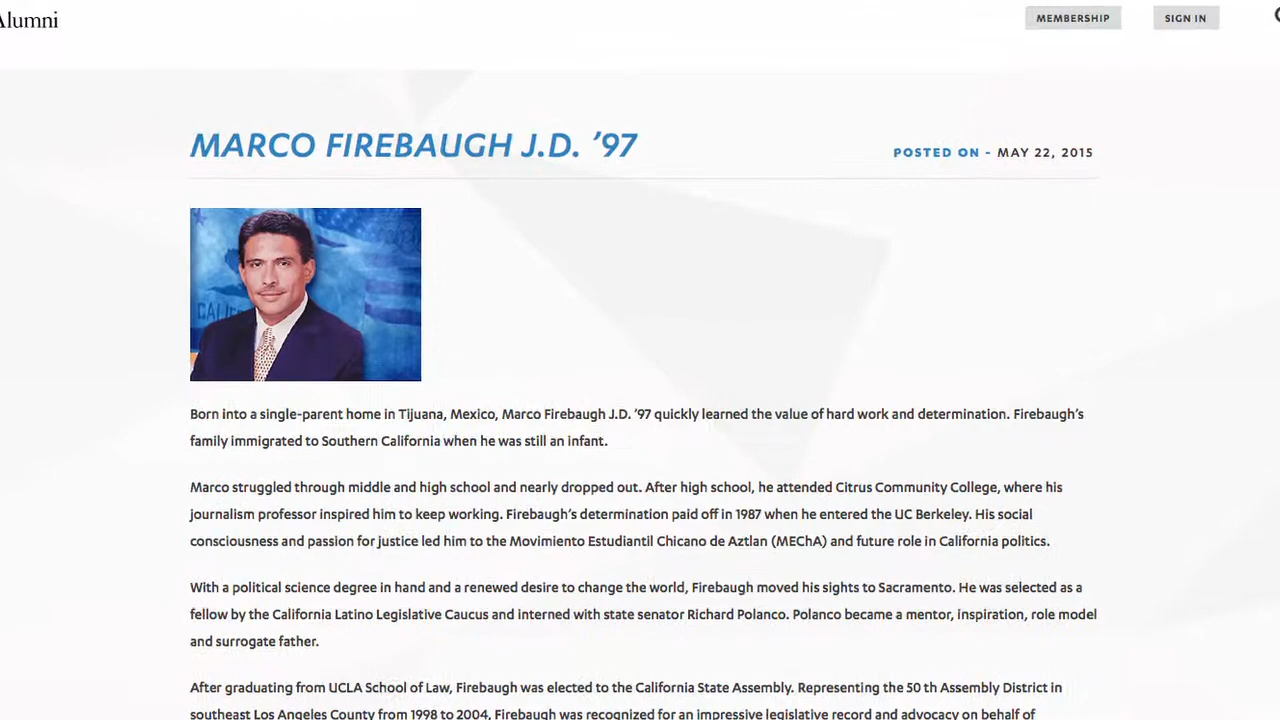 Alumni
MEMBERSHIP
SIGN IN
MARCO FIREBAUGH J.D. ’97
POSTED ON - MAY 22, 2015
CALIF
Born into a single-parent home in Tijuana, Mexico, Marco Firebaugh J.D. ’97 quickly learned the value of hard work and determination. Firebaugh’s
family immigrated to Southern California when he was still an infant.
Marco struggled through middle and high school and nearly dropped out. After high school, he attended Citrus Community College, where his
journalism professor inspired him to keep working. Firebaugh’s determination paid off in 1987 when he entered the UC Berkeley. His social
consciousness and passion for justice led him to the Movimiento Estudiantil Chicano de Aztlan (MEChA) and future role in California politics.
With a political science degree in hand and a renewed desire to change the world, Firebaugh moved his sights to Sacramento. He was selected as a
fellow by the California Latino Legislative Caucus and interned with state senator Richard Polanco. Polanco became a mentor, inspiration, role model
and surrogate father.
After graduating from UCLA School of Law, Firebaugh was elected to the California State Assembly. Representing the 50 th Assembly District in
southeast Los Angeles County from 1998 to 2004, Firebaugh was recognized for an impressive legislative record and advocacy on behalf of